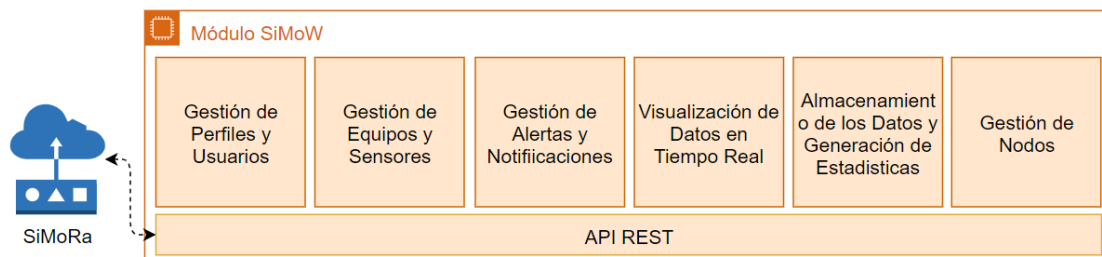 Módulo SiMoW
Gestión de
Perfiles y
Usuarios
Gestión de
Equipos y
Sensores
Gestión de
Alertas y
Notifiicaciones
Visualización de
Datos en
Tiempo Real
Almacenamient
o de los Datos y
Generación de
Estadisticas
Gestión de
Nodos
SiMoRa
API REST